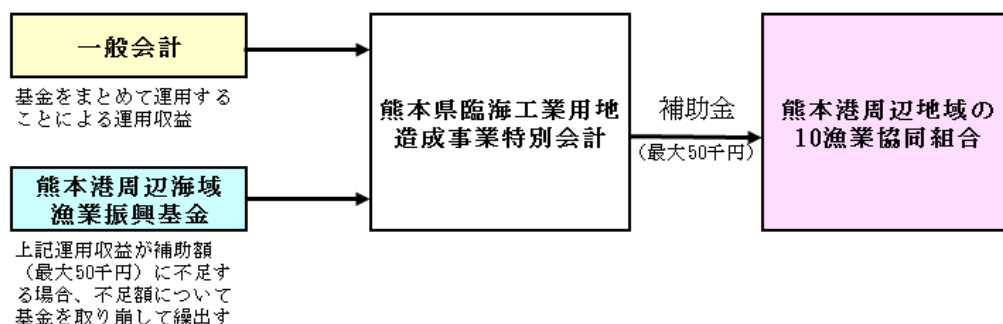 一般会計
基金をまとめて運用する
ことによる運用収益
熊本港周辺海域
漁業振興基金
上記運用収益が補助額
(最大50千円)に不足す
る場合、不足額について
基金を取り崩して繰出す
熊本県臨海工業用地
造成事業特別会計
補助金
(最大50千円)
熊本港周辺地域の
10漁業協同組合